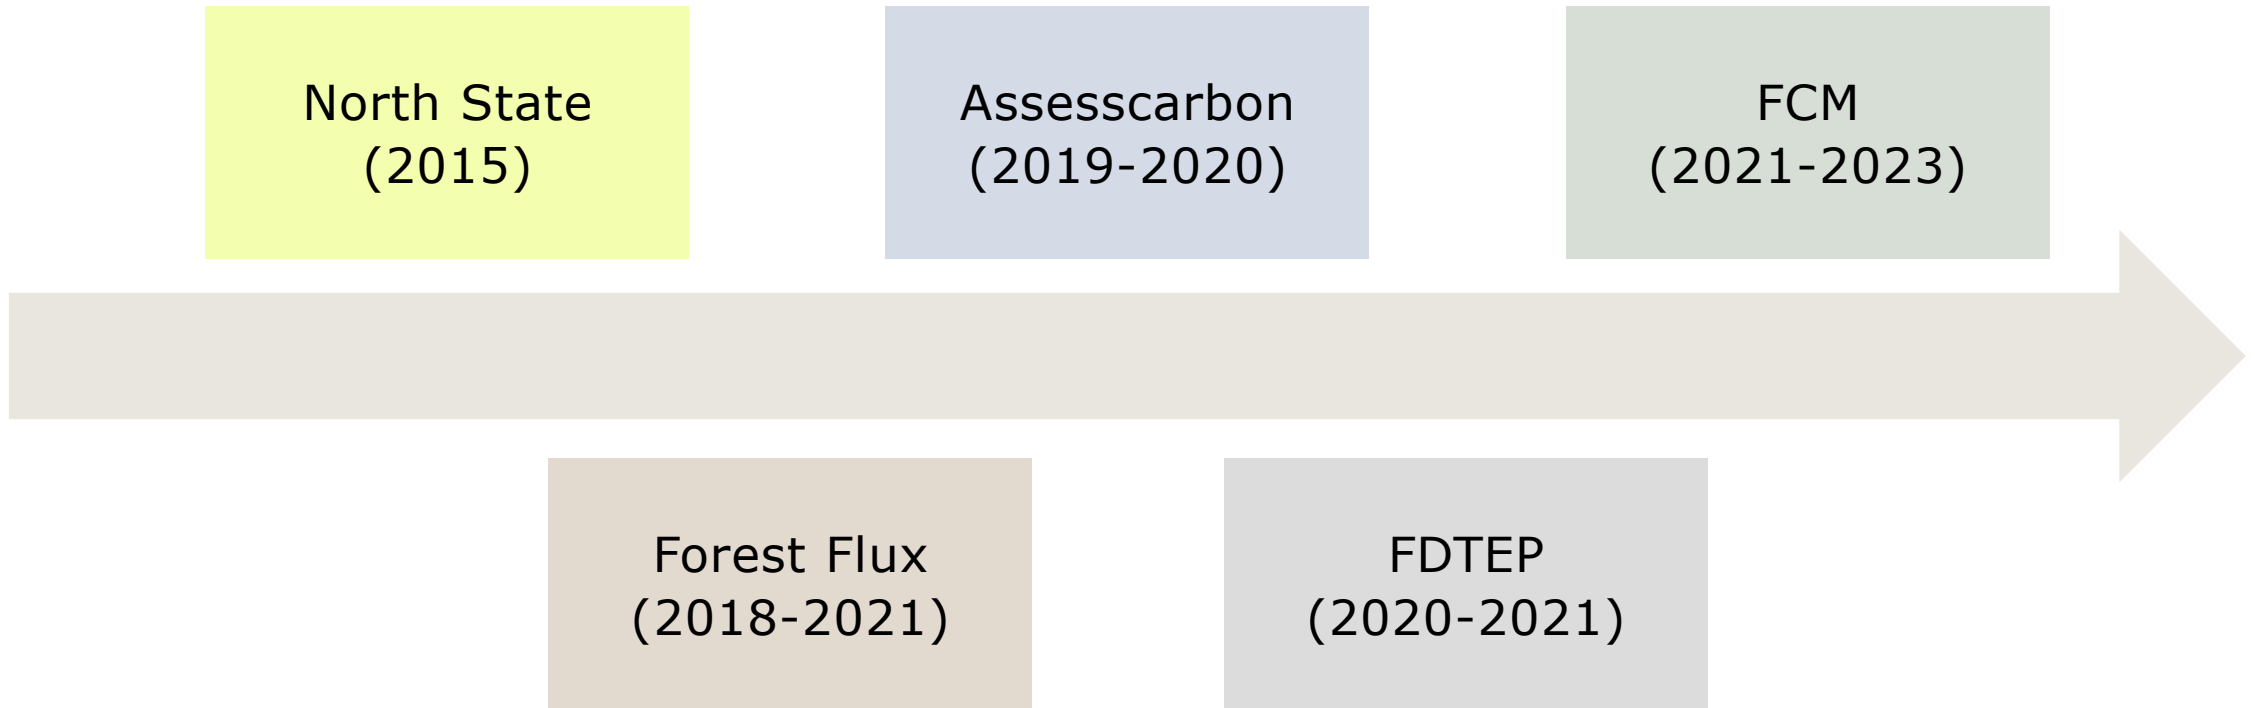 North State
(2015)
Assesscarbon
(2019-2020)
FCM
(2021-2023)
Forest Flux
(2018-2021)
FDTEP
(2020-2021)